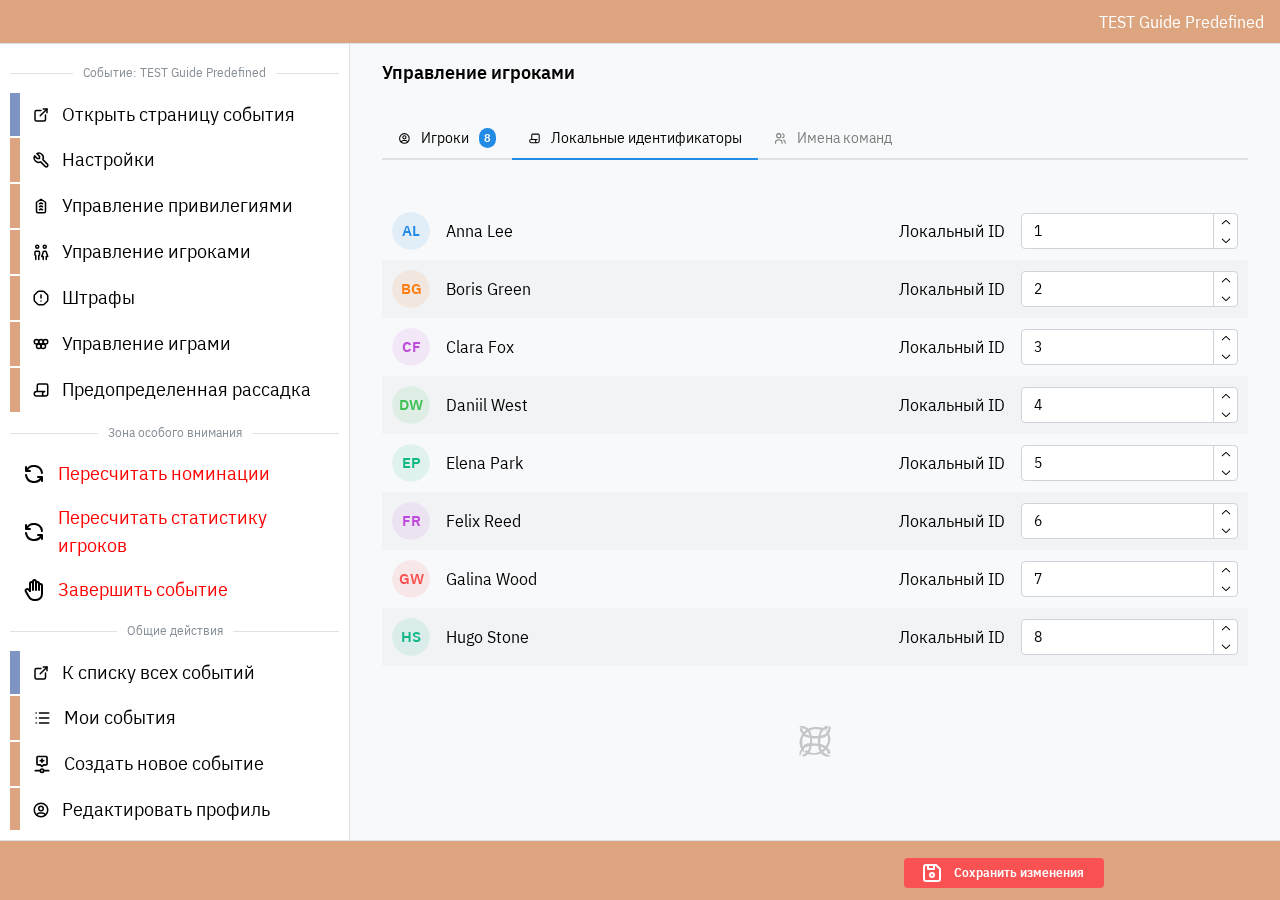 TEST Guide Predefined
Событие: TEST Guide Predefined
Открыть страницу события
Настройки
Управление привилегиями
Управление игроками
Штрафы
Управление играми
Предопределенная рассадка
Зона особого внимания
Пересчитать номинации
Пересчитать статистику
игроков
Завершить событие
Общие действия
К списку всех событий
Мои события
Создать новое событие
Редактировать профиль
Управление игроками
Игроки 8 Локальные идентификаторы Имена команд
AL Anna Lee Локальный ID 1
BG Boris Green Локальный ID 2
CF Clara Fox Локальный ID 3
DW Daniil West Локальный ID 4
EP Elena Park Локальный ID 5
FR Felix Reed Локальный ID 6
GW Galina Wood Локальный ID 7
HS Hugo Stone Локальный ID 8
Сохранить изменения